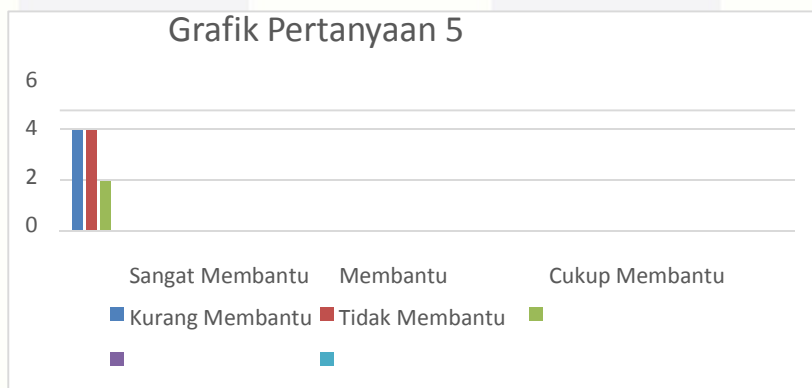 Grafik Pertanyaan 5
6
4
2
0
Sangat Membantu Membantu Cukup Membantu
Kurang Membantu Tidak Membantu